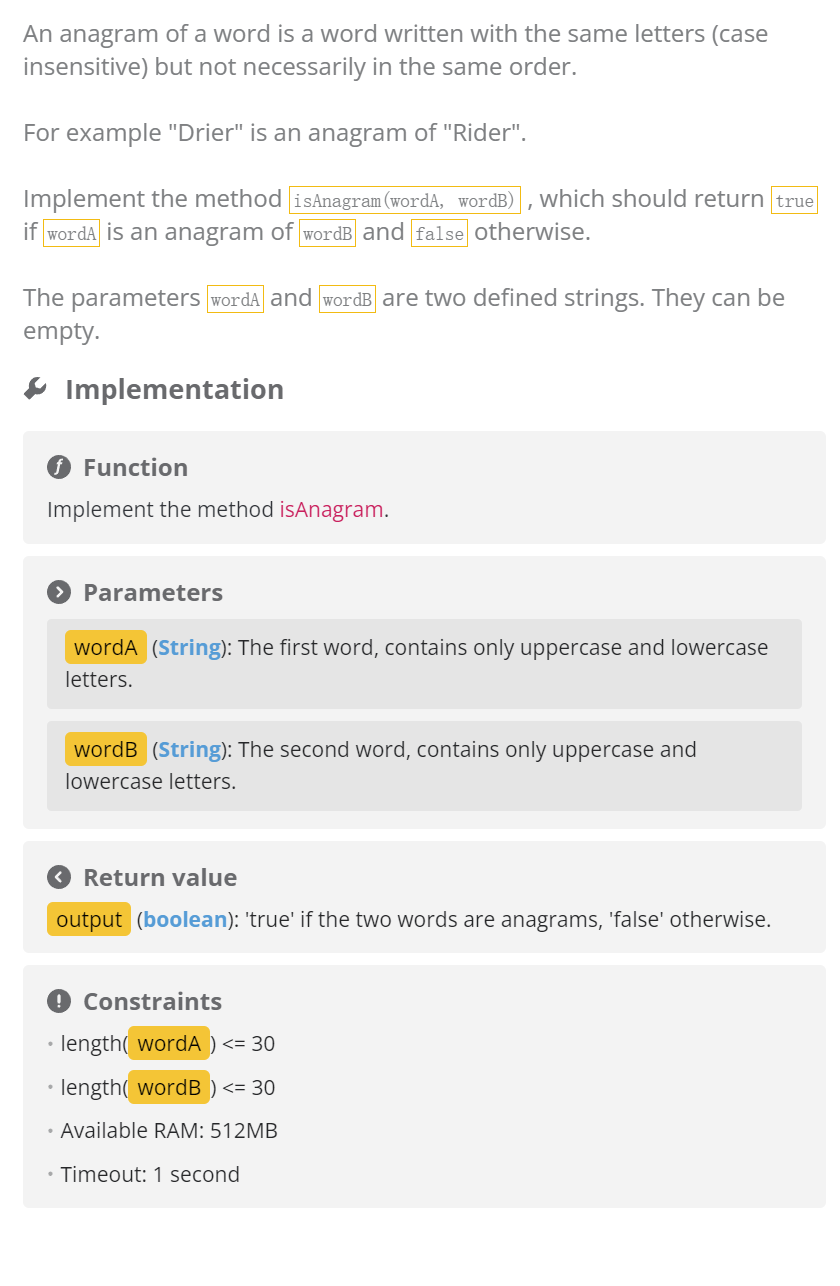 An anagram of a word is a word written with the same letters (case
insensitive) but not necessarily in the same order.
For example "Drier" is an anagram of "Rider".
Implement the method isAnagram(wordA, wordB) , which should return true
if wordA is an anagram of wordB and false otherwise.
The parameters wordA and wordB are two defined strings. They can be
empty.
Implementation
Function
Implement the method isAnagram.
Parameters
wordA (String): The first word, contains only uppercase and lowercase
letters.
wordB (String): The second word, contains only uppercase and
lowercase letters.
Return value
output (boolean): 'true' if the two words are anagrams, 'false' otherwise.
Constraints
• length( wordA ) <= 30
• length( wordB ) <= 30
• Available RAM: 512MB
• Timeout: 1 second